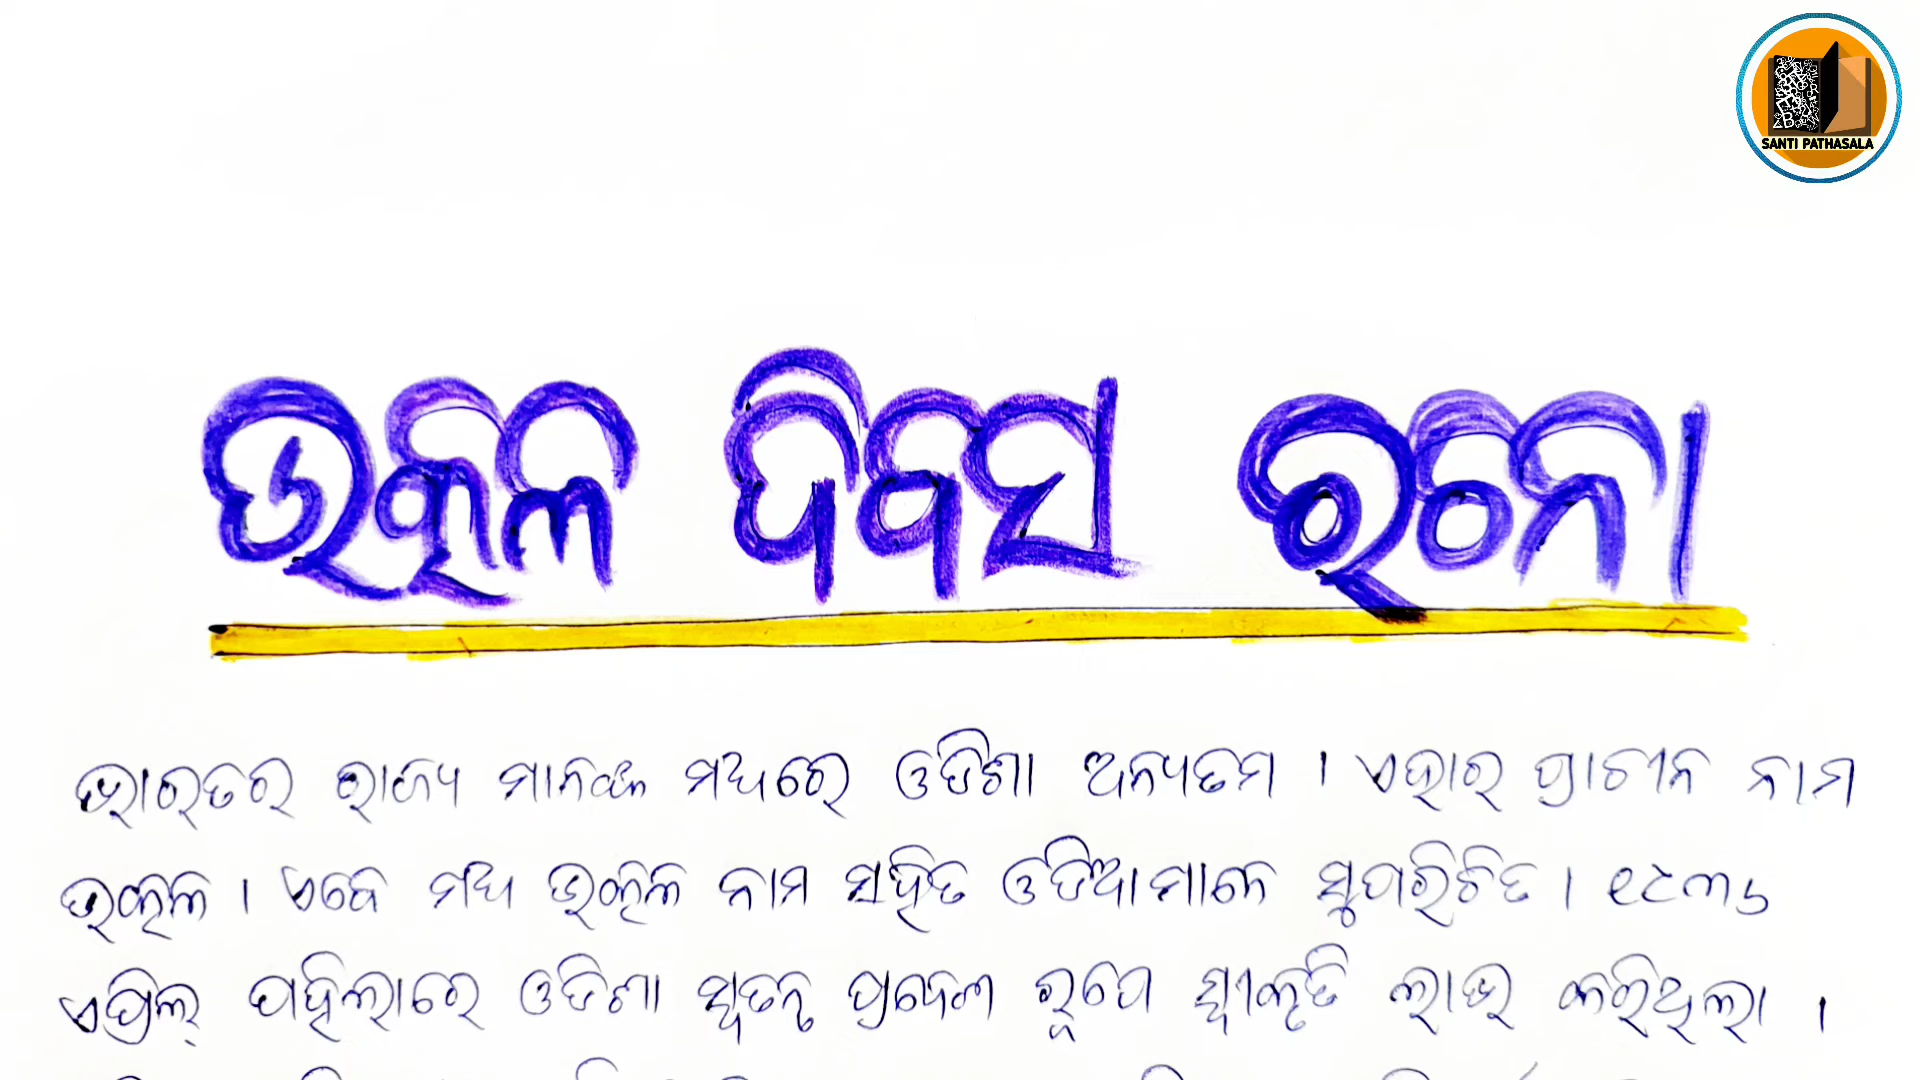 SANTI PATHASALA
ଉତ୍କଳ ଦିବସ ରଚନା
ଭାରତର ରାଜ୍ୟ ମାନଙ୍କ ମଧ୍ୟରେ ଓଡିଶା ଅନ୍ୟତମ । ଏହାର ପ୍ରାଚୀନ ନାମ
ଉତ୍କଳ । ଏବେ ମଧ୍ୟ ଉତ୍କଳ ନାମ ସହିତ ଓଡିଆମାନେ ସୁପରିଚିତ । ୧୯୩୬
ଏପ୍ରିଲ୍ ପହିଲାରେ ଓଡିଶା ସ୍ୱତନ୍ତ୍ର ପ୍ରଦେଶ ରୂପେ ସ୍ୱୀକୃତି ଲାଭ କରିଥିଲା ।